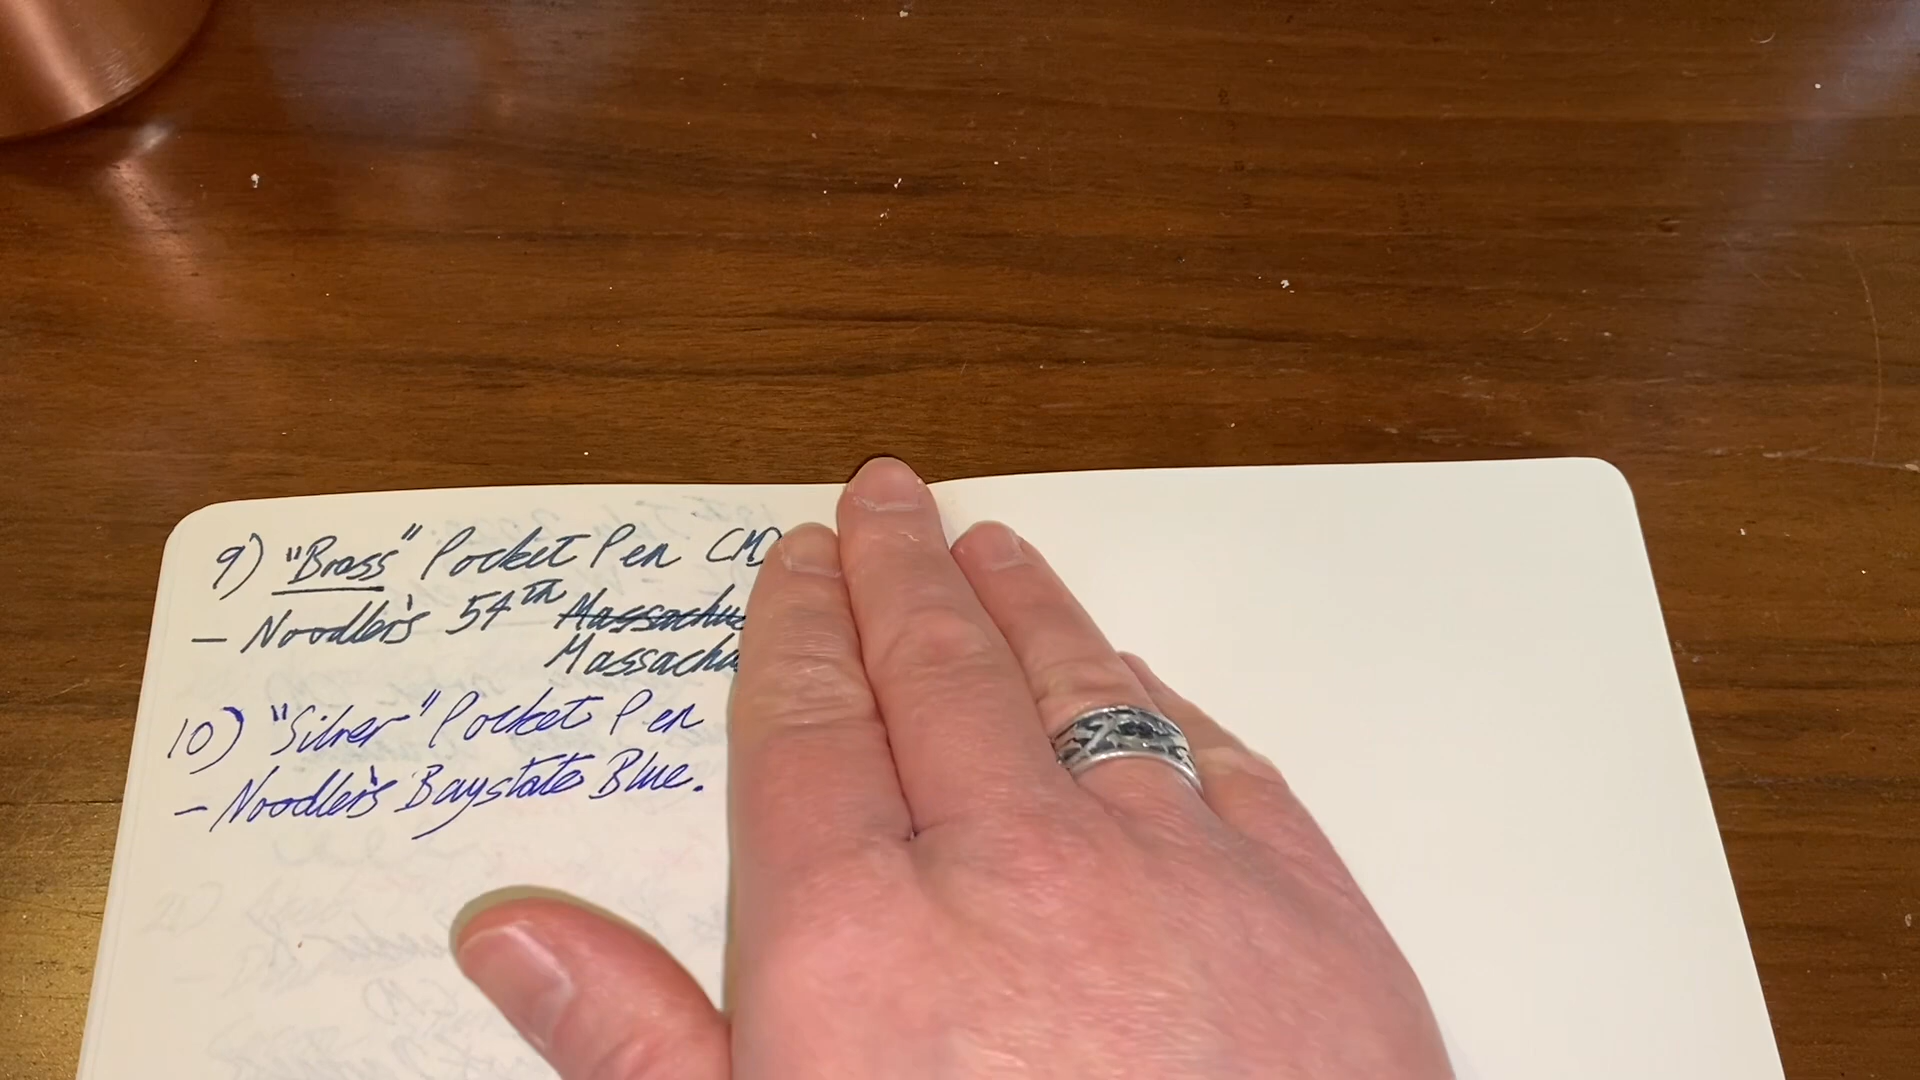 9) "Brass" Pocket Pen (M)
– Noodler's 54TH Massachu
Massachu
10) "Silver" Pocket Pen
– Noodler's Baystate Blue.